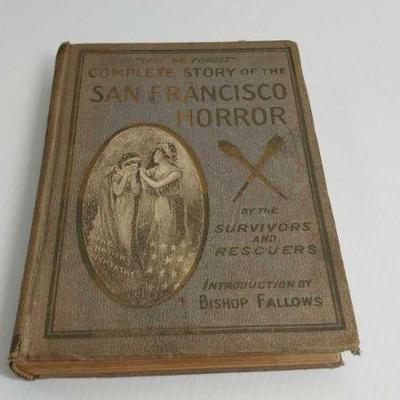 "LEST WE FORGET"
COMPLETE STORY OF THE
SAN FRANCISCO
HORROR
BY THE
SURVIVORS
AND
RESCUERS
INTRODUCTION BY
BISHOP FALLOWS
SYMPATHY